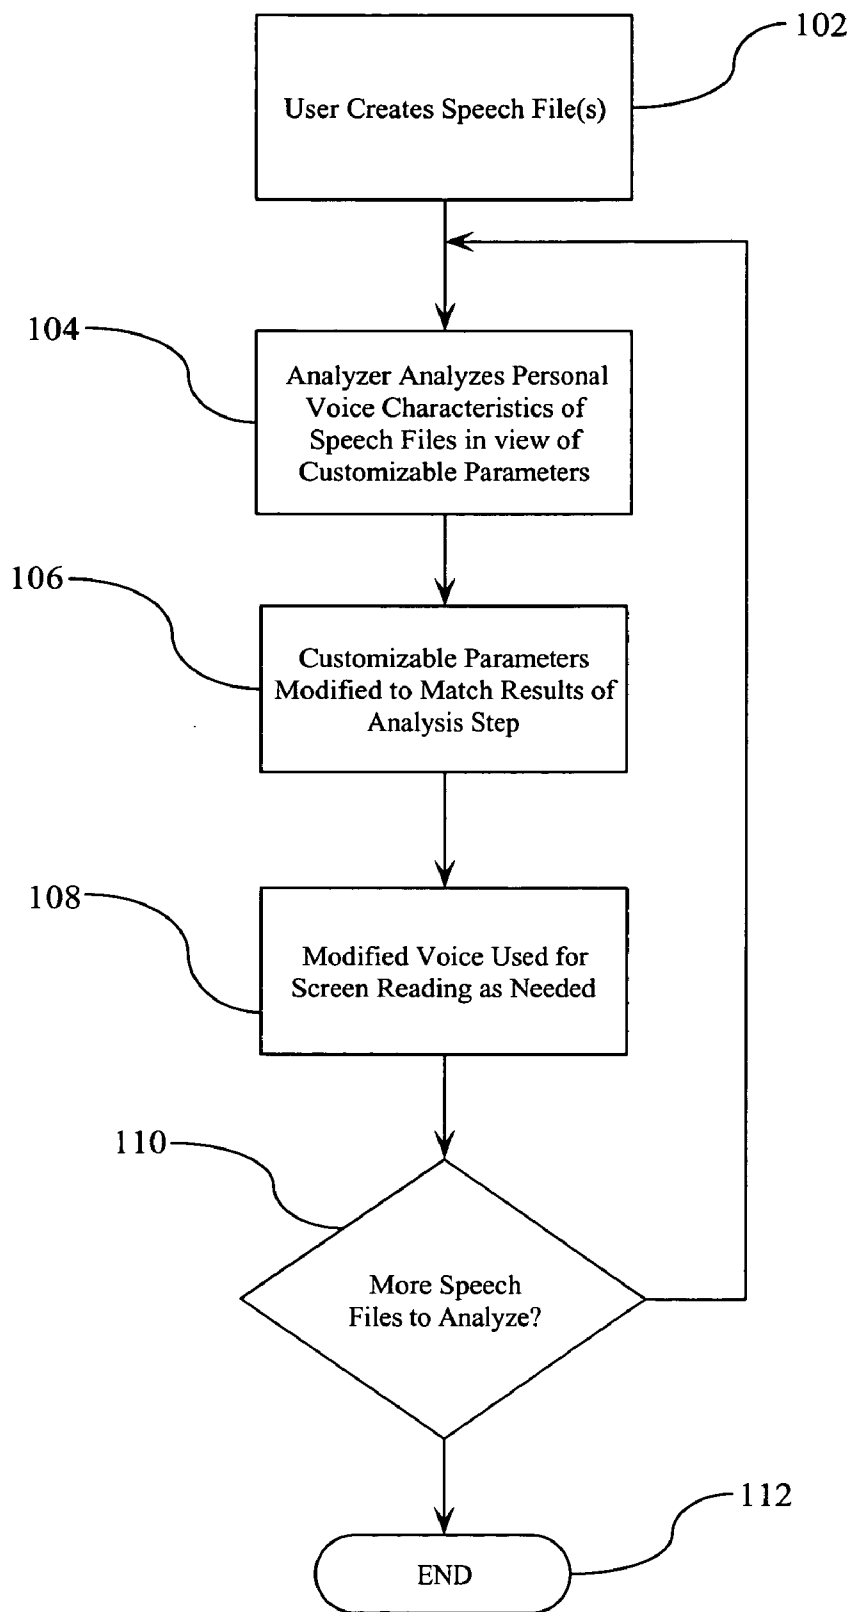 102
User Creates Speech File(s)
104
Analyzer Analyzes Personal
Voice Characteristics of
Speech Files in view of
Customizable Parameters
106
Customizable Parameters
Modified to Match Results of
Analysis Step
108
Modified Voice Used for
Screen Reading as Needed
110
More Speech
Files to Analyze?
112
END